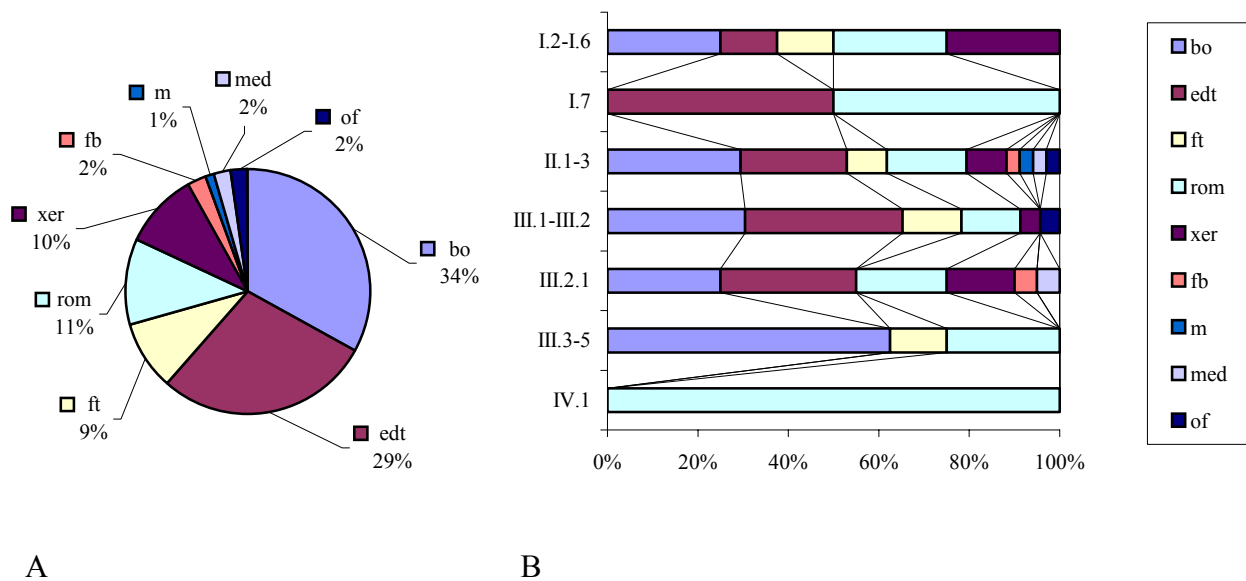 med
2%
m
1%
of
2%
fb
2%
xer
10%
bo
34%
rom
11%
ft
9%
edt
29%
A
I.2-I.6
I.7
II.1-3
III.1-III.2
III.2.1
III.3-5
IV.1
0% 20% 40% 60% 80% 100%
bo
edt
ft
rom
xer
fb
m
med
of
B